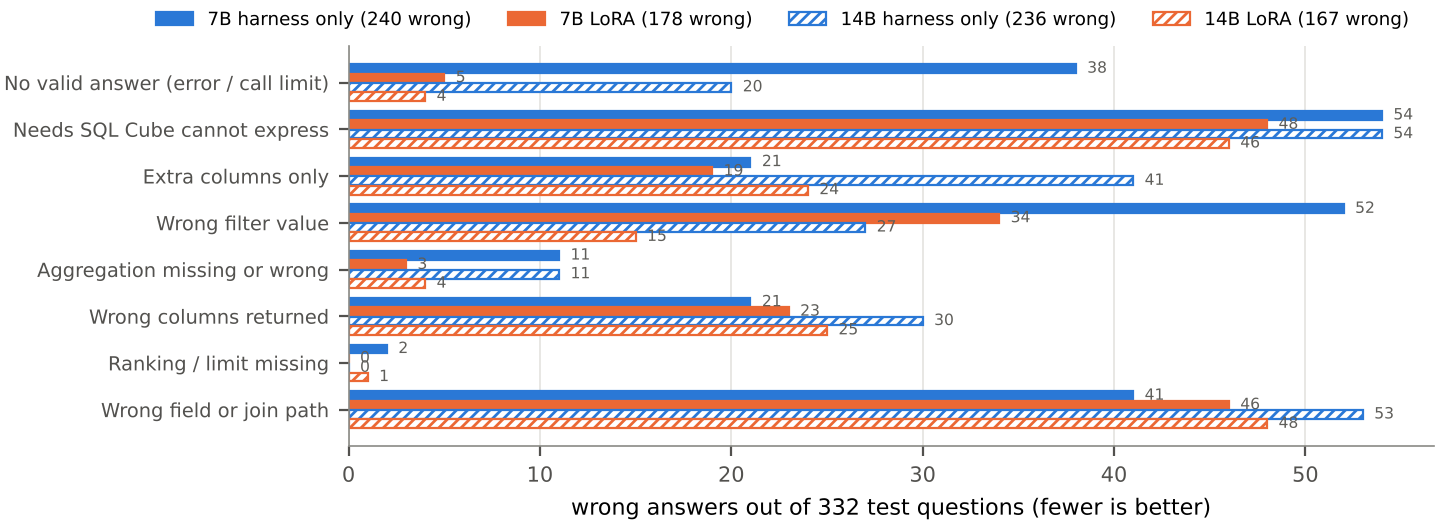 7B harness only (240 wrong) 7B LoRA (178 wrong) 14B harness only (236 wrong) 14B LoRA (167 wrong)
No valid answer (error / call limit) 38 5 20 4
Needs SQL Cube cannot express 54 48 54 46
Extra columns only 21 19 41 24
Wrong filter value 52 34 27 15
Aggregation missing or wrong 11 3 11 4
Wrong columns returned 21 23 30 25
Ranking / limit missing 2 0 0 1
Wrong field or join path 41 46 53 48
0 10 20 30 40 50
wrong answers out of 332 test questions (fewer is better)